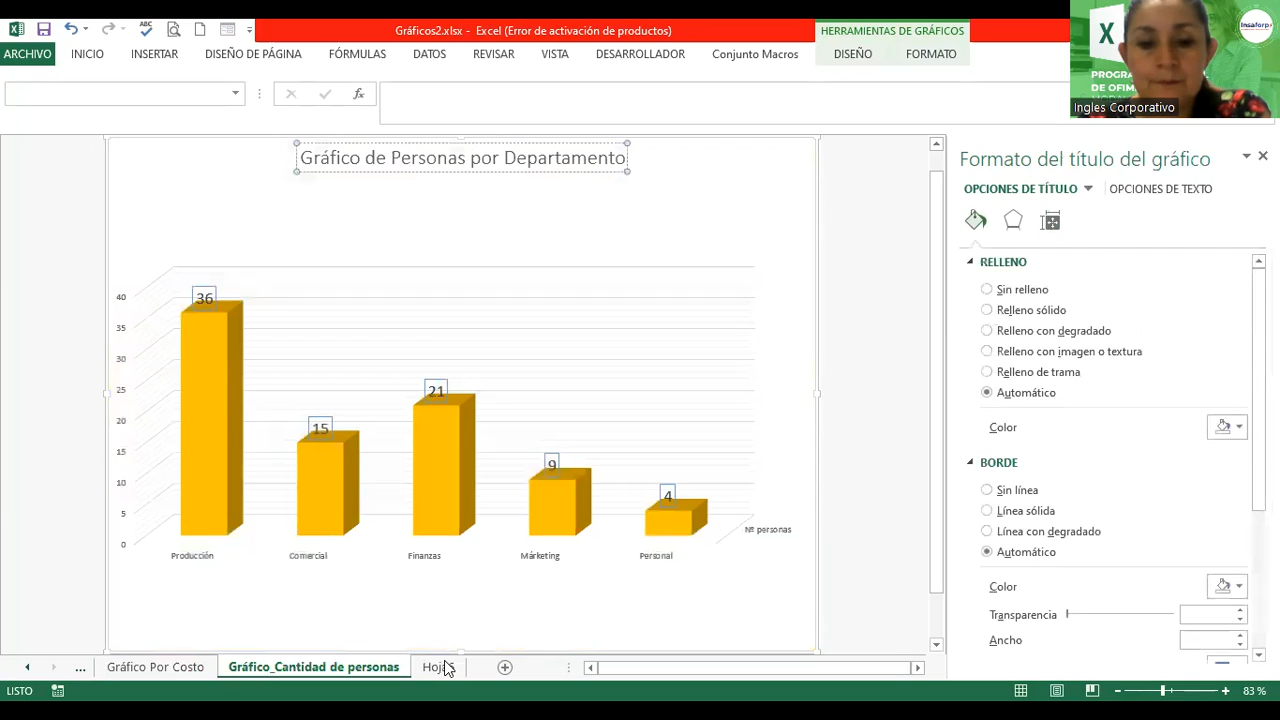 Gráficos2.xlsx - Excel (Error de activación de productos)
HERRAMIENTAS DE GRÁFICOS
ARCHIVO INICIO INSERTAR DISEÑO DE PÁGINA FÓRMULAS DATOS REVISAR VISTA DESARROLLADOR Conjunto Macros DISEÑO FORMATO
Insaforp
DE OFIM
Ingles Corporativo
fx
Gráfico de Personas por Departamento
40
35
30
25
20
15
10
5
0
36
15
21
9
4
Producción Comercial Finanzas Márketing Personal
Nº personas
Formato del título del gráfico
OPCIONES DE TÍTULO OPCIONES DE TEXTO
RELLENO
Sin relleno
Relleno sólido
Relleno con degradado
Relleno con imagen o textura
Relleno de trama
Automático
Color
BORDE
Sin línea
Línea sólida
Línea con degradado
Automático
Color
Transparencia
Ancho
... Gráfico Por Costo Gráfico_Cantidad de personas
LISTO
83 %